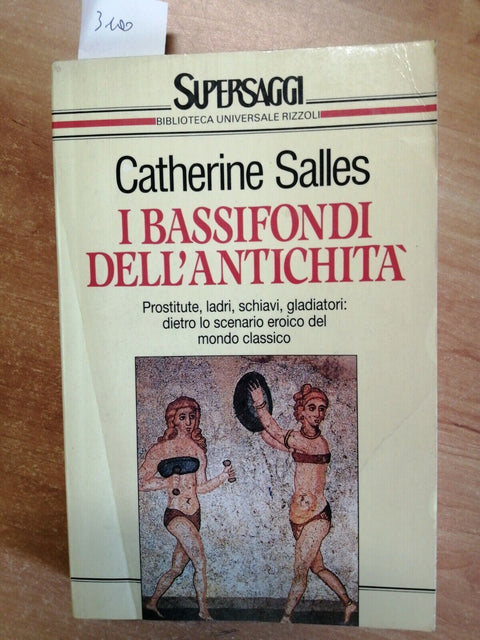 SUPERSAGGI
BIBLIOTECA UNIVERSALE RIZZOLI
Catherine Salles
I BASSIFONDI
DELL'ANTICHITÀ
Prostitute, ladri, schiavi, gladiatori:
dietro lo scenario eroico del
mondo classico